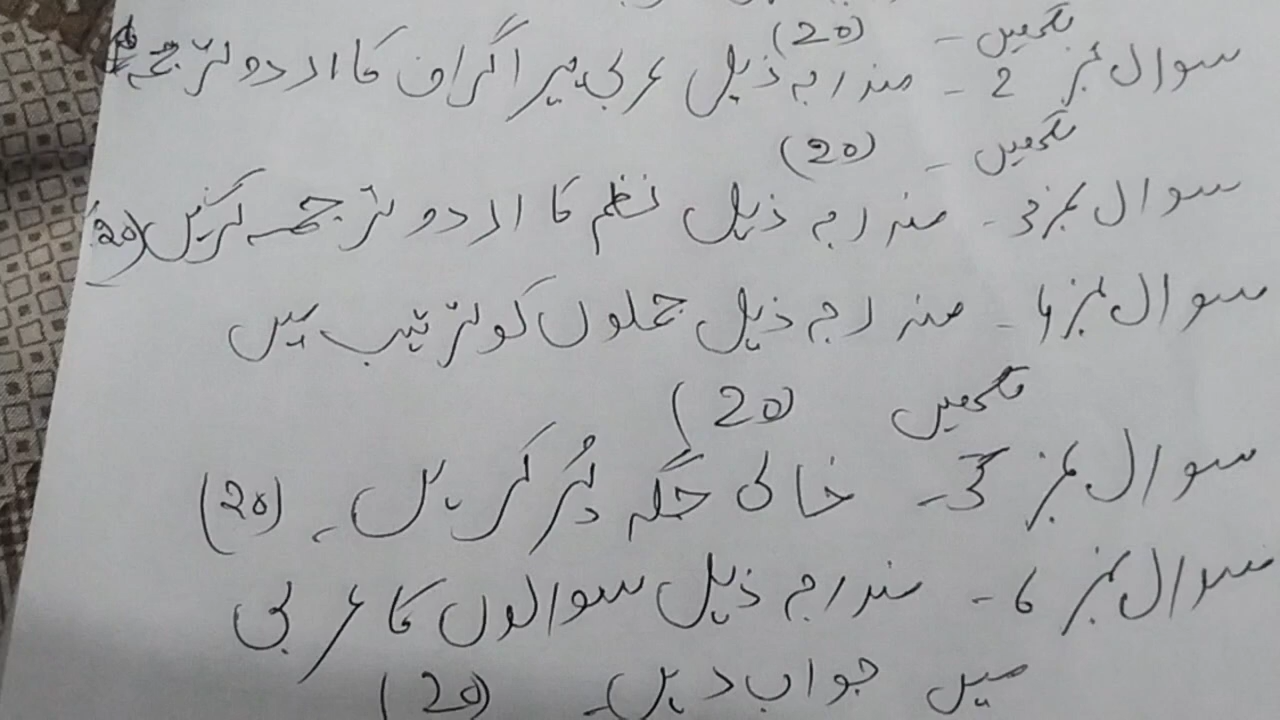 لکھیں - (20)
سوال نمبر 2 - مندرجہ ذیل عربی پیراگراف کا اردو ترجمہ
لکھیں - (20)
سوال نمبر 3 - مندرجہ ذیل نظم کا اردو ترجمہ کریں (20)
سوال نمبر 4 - مندرجہ ذیل جملوں کو ترتیب میں
لکھیں (20)
سوال نمبر 5 - خالی جگہ پُر کریں - (20)
سوال نمبر 6 - مندرجہ ذیل سوالوں کا عربی
میں جواب دیں - (20)